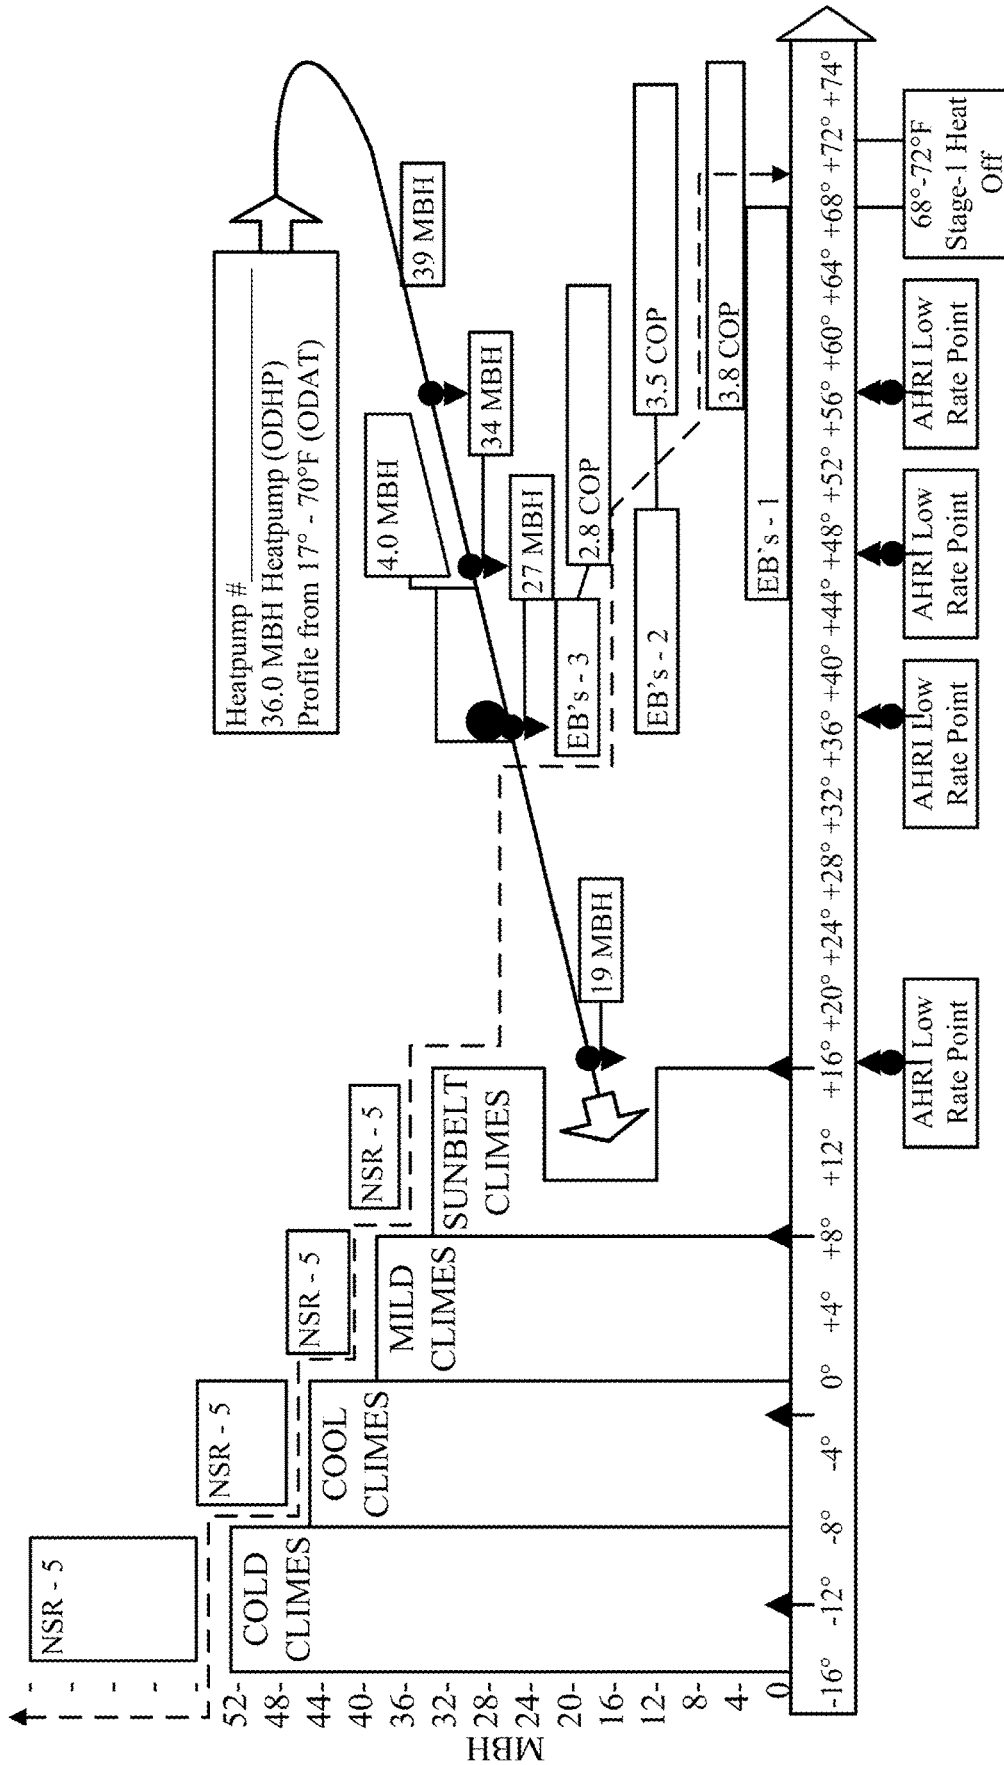 Heatpump # ________
36.0 MBH Heatpump (ODHP)
Profile from 17° - 70°F (ODAT)
NSR - 5
NSR - 5
NSR - 5
NSR - 5
COLD
CLIMES
COOL
CLIMES
MILD
CLIMES
SUNBELT
CLIMES
19 MBH
27 MBH
34 MBH
39 MBH
4.0 MBH
EB's - 3
2.8 COP
EB's - 2
3.5 COP
EB`s - 1
3.8 COP
MBH
52-
48-
44-
40-
36-
32-
28-
24-
20-
16-
12-
8-
4-
0
-16° -12° -8° -4° 0° +4° +8° +12° +16° +20° +24° +28° +32° +36° +40° +44° +48° +52° +56° +60° +64° +68° +72° +74°
AHRI Low
Rate Point
AHRI Low
Rate Point
AHRI Low
Rate Point
AHRI Low
Rate Point
68°-72°F
Stage-1 Heat
Off